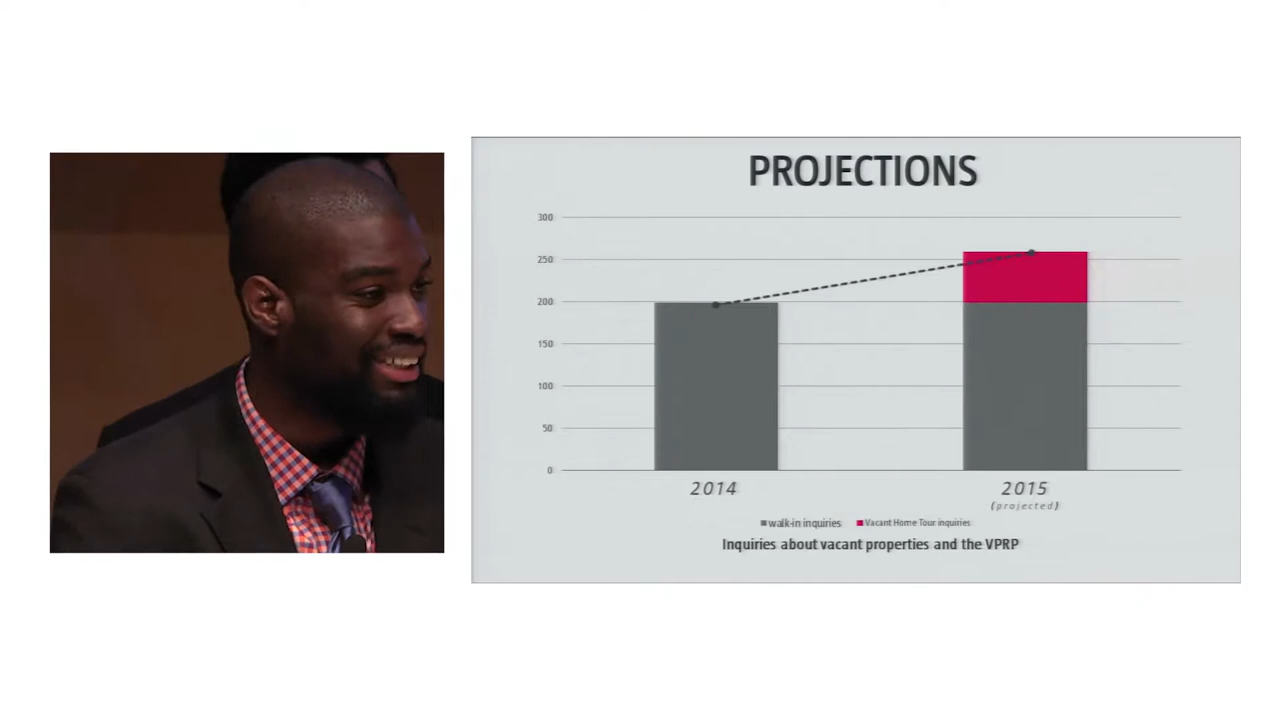 PROJECTIONS
300
250
200
150
100
50
0
2014
2015
(projected)
walk-in inquiries
Vacant Home Tour inquiries
Inquiries about vacant properties and the VPRP